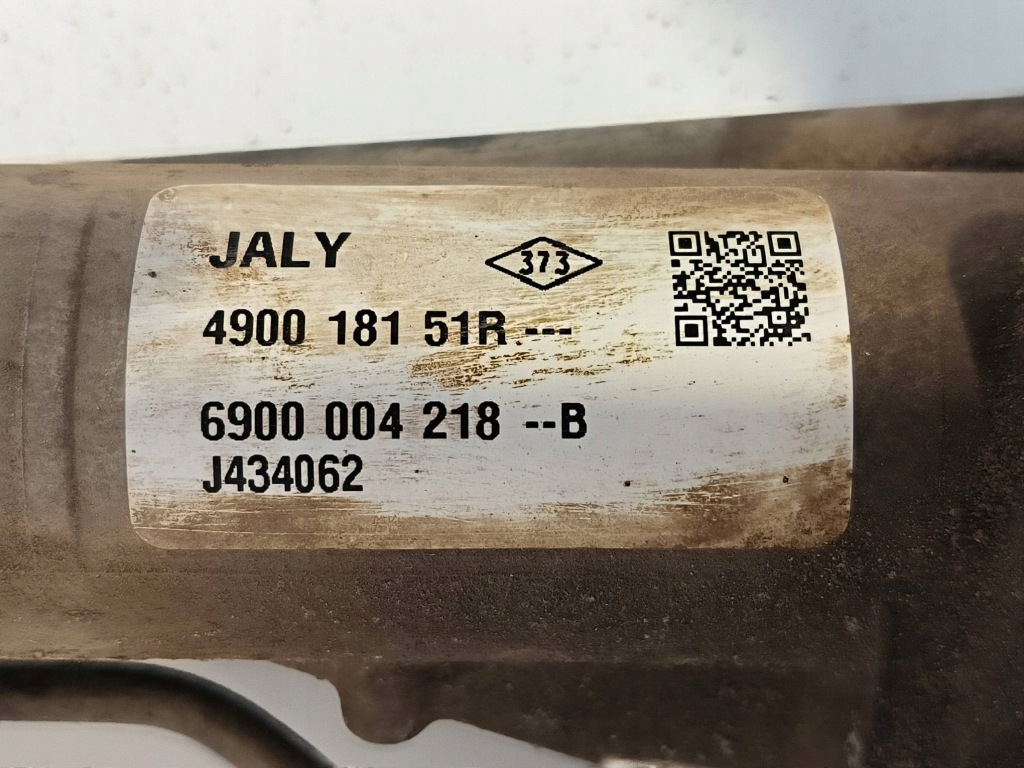 JALY
373
4900 181 51R ---
6900 004 218 --B
J434062